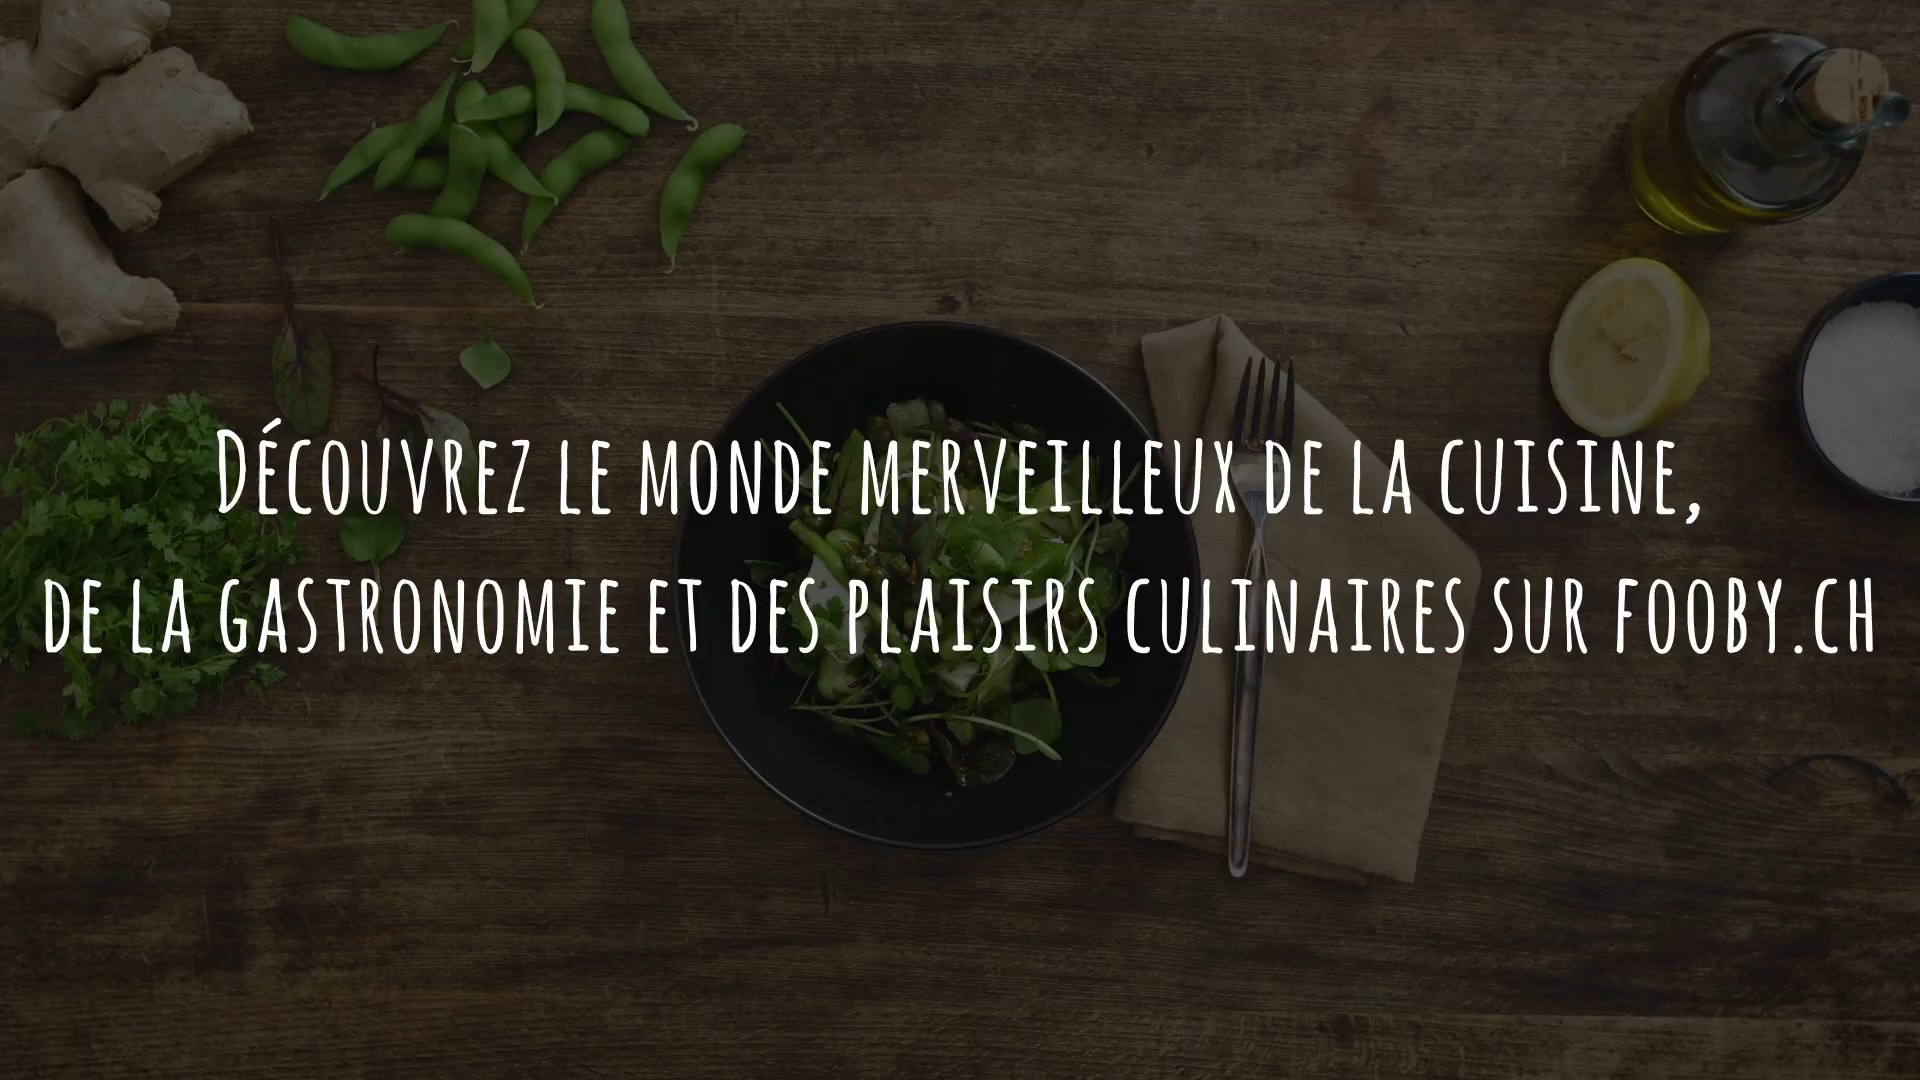 Découvrez le monde merveilleux de la cuisine,
de la gastronomie et des plaisirs culinaires sur fooby.ch